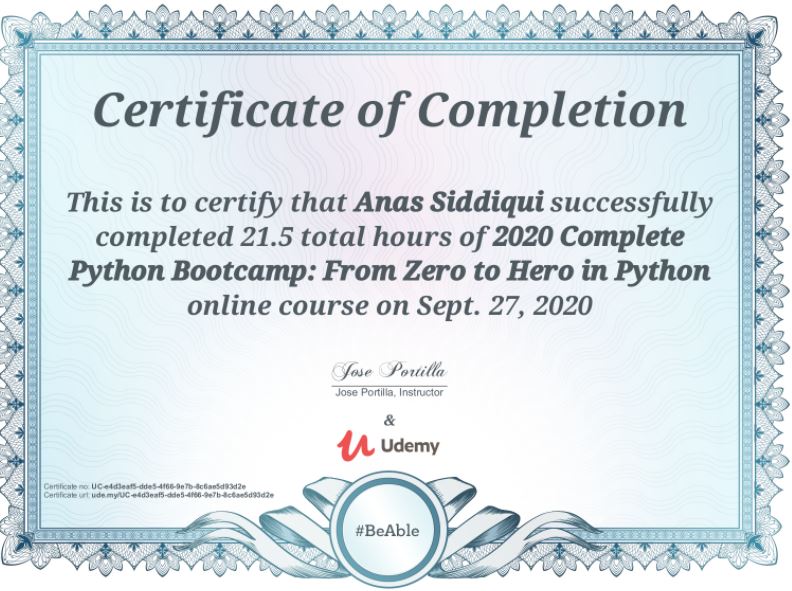 Certificate of Completion
This is to certify that Anas Siddiqui successfully
completed 21.5 total hours of 2020 Complete
Python Bootcamp: From Zero to Hero in Python
online course on Sept. 27, 2020
Jose Portilla
Jose Portilla, Instructor
&
Udemy
Certificate no: UC-e4d3eaf5-dde5-4f66-9e7b-8c6ae5d93d2e
Certificate url: ude.my/UC-e4d3eaf5-dde5-4f66-9e7b-8c6ae5d93d2e
#BeAble